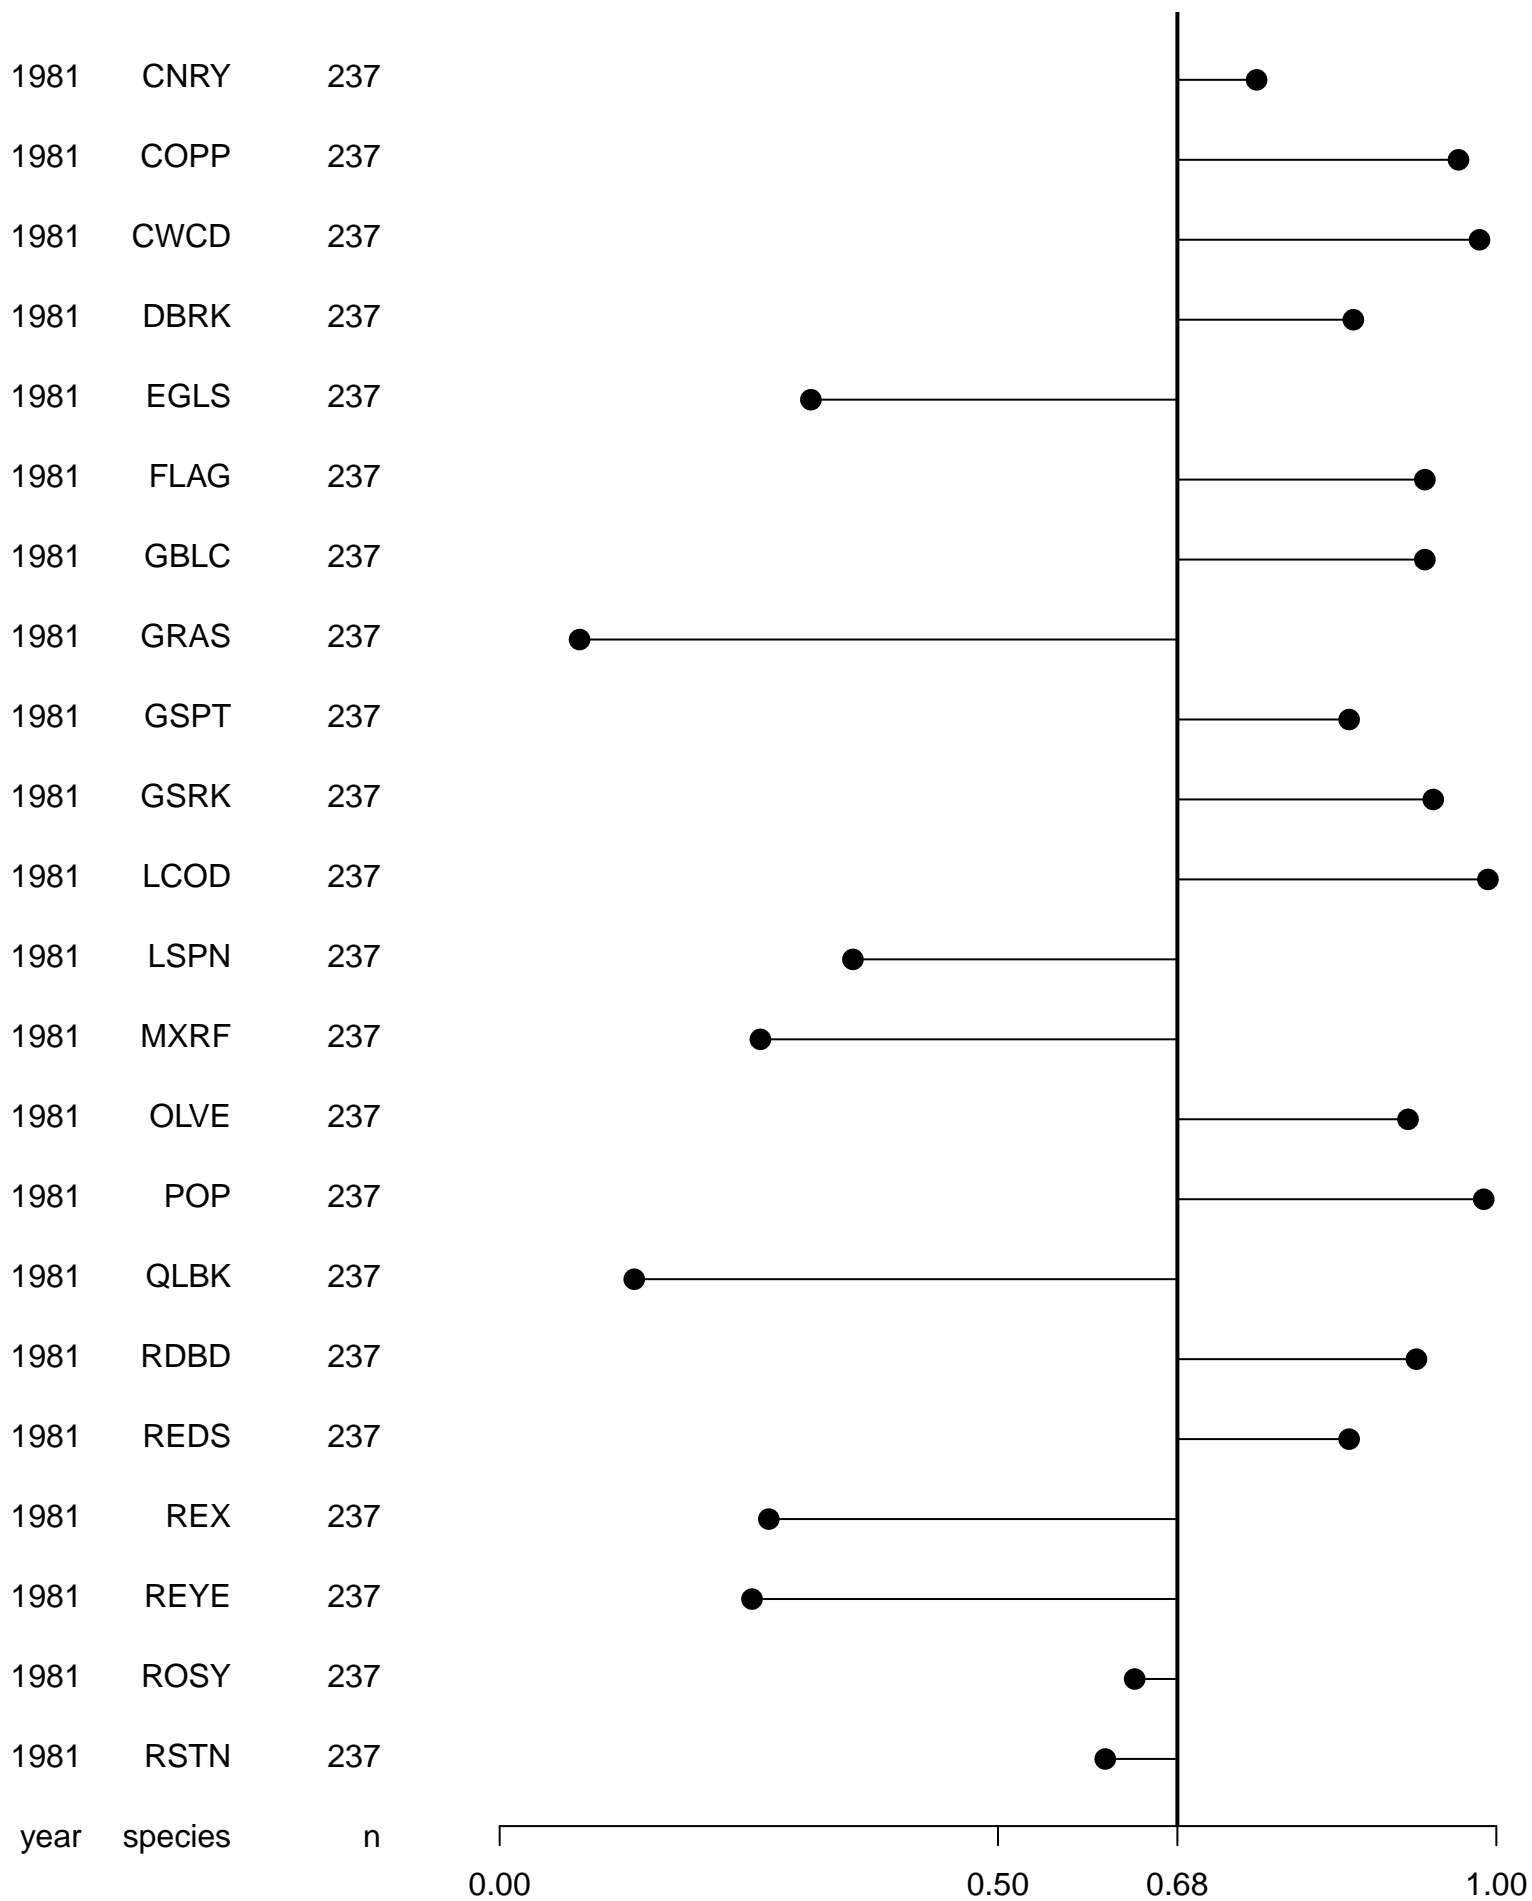 1981 CNRY 237
1981 COPP 237
1981 CWCD 237
1981 DBRK 237
1981 EGLS 237
1981 FLAG 237
1981 GBLC 237
1981 GRAS 237
1981 GSPT 237
1981 GSRK 237
1981 LCOD 237
1981 LSPN 237
1981 MXRF 237
1981 OLVE 237
1981 POP 237
1981 QLBK 237
1981 RDBD 237
1981 REDS 237
1981 REX 237
1981 REYE 237
1981 ROSY 237
1981 RSTN 237
year species n
0.00 0.50 0.68 1.00